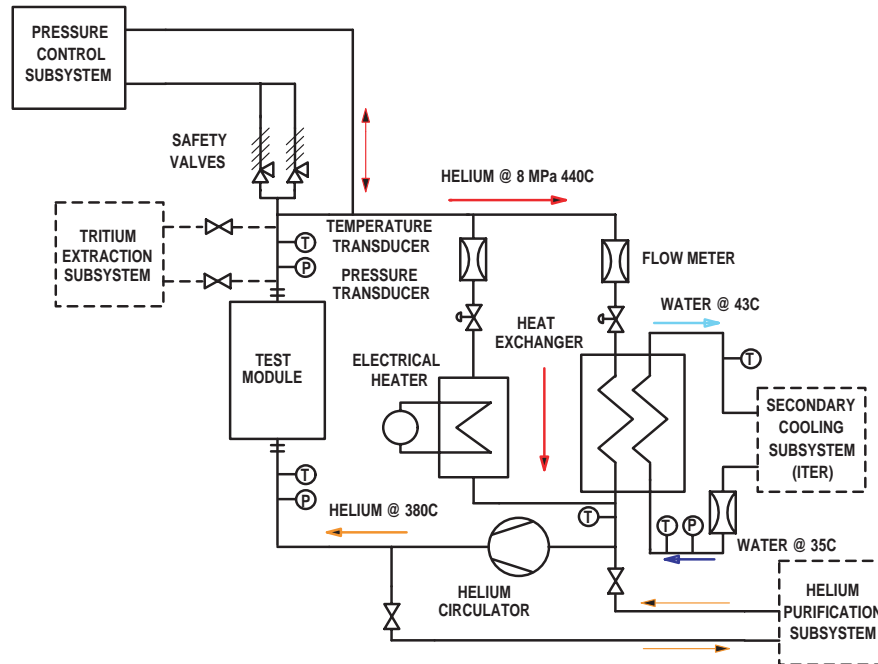 PRESSURE
CONTROL
SUBSYSTEM
SAFETY
VALVES
HELIUM @ 8 MPa 440C
TRITIUM
EXTRACTION
SUBSYSTEM
TEMPERATURE
TRANSDUCER
T
P
PRESSURE
TRANSDUCER
FLOW METER
WATER @ 43C
HEAT
EXCHANGER
T
TEST
MODULE
ELECTRICAL
HEATER
SECONDARY
COOLING
SUBSYSTEM
(ITER)
T
P
HELIUM @ 380C
T
T
P
WATER @ 35C
HELIUM
CIRCULATOR
HELIUM
PURIFICATION
SUBSYSTEM